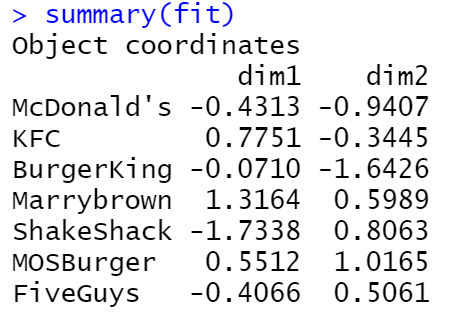 > summary(fit)
Object coordinates
dim1 dim2
McDonald's -0.4313 -0.9407
KFC 0.7751 -0.3445
BurgerKing -0.0710 -1.6426
Marrybrown 1.3164 0.5989
ShakeShack -1.7338 0.8063
MOSBurger 0.5512 1.0165
FiveGuys -0.4066 0.5061